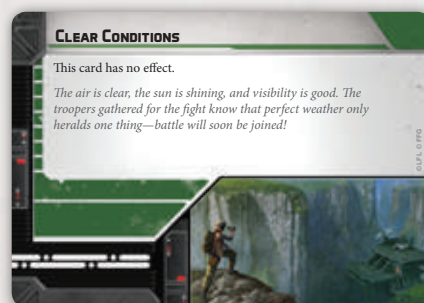 CLEAR CONDITIONS
This card has no effect.
The air is clear, the sun is shining, and visibility is good. The
troopers gathered for the fight know that perfect weather only
heralds one thing—battle will soon be joined!
©LFL ©FFG